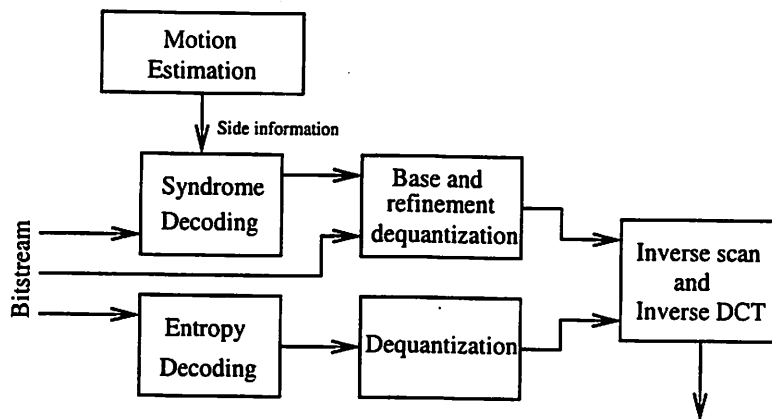 Motion
Estimation
Side information
Syndrome
Decoding
Base and
refinement
dequantization
Bitstream
Inverse scan
and
Inverse DCT
Entropy
Decoding
Dequantization